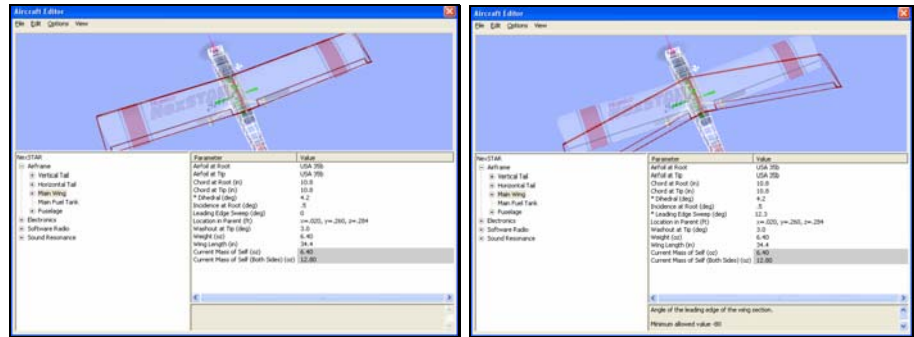 Aircraft Editor
File Edit Options View
NexSTAR
Airframe
Vertical Tail
Horizontal Tail
Main Wing
Main Fuel Tank
Fuselage
Electronics
Software Radio
Sound Resonance
Parameter Value
Airfoil at Root USA 35b
Airfoil at Tip USA 35b
Chord at Root (in) 10.8
Chord at Tip (in) 10.8
* Dihedral (deg) 4.2
Incidence at Root (deg) .5
Leading Edge Sweep (deg) 0
Location in Parent (ft) x=.020, y=.260, z=.284
Washout at Tip (deg) 3.0
Weight (oz) 6.40
Wing Length (in) 34.4
Current Mass of Self (oz) 6.40
Current Mass of Self (Both Sides) (oz) 12.80
Aircraft Editor
File Edit Options View
NexSTAR
Airframe
Vertical Tail
Horizontal Tail
Main Wing
Main Fuel Tank
Fuselage
Electronics
Software Radio
Sound Resonance
Parameter Value
Airfoil at Root USA 35b
Airfoil at Tip USA 35b
Chord at Root (in) 10.8
Chord at Tip (in) 10.8
* Dihedral (deg) 4.2
Incidence at Root (deg) .5
* Leading Edge Sweep (deg) 12.3
Location in Parent (ft) x=.020, y=.260, z=.284
Washout at Tip (deg) 3.0
Weight (oz) 6.40
Wing Length (in) 34.4
Current Mass of Self (oz) 6.40
Current Mass of Self (Both Sides) (oz) 12.80
Angle of the leading edge of the wing section.
Minimum allowed value -80